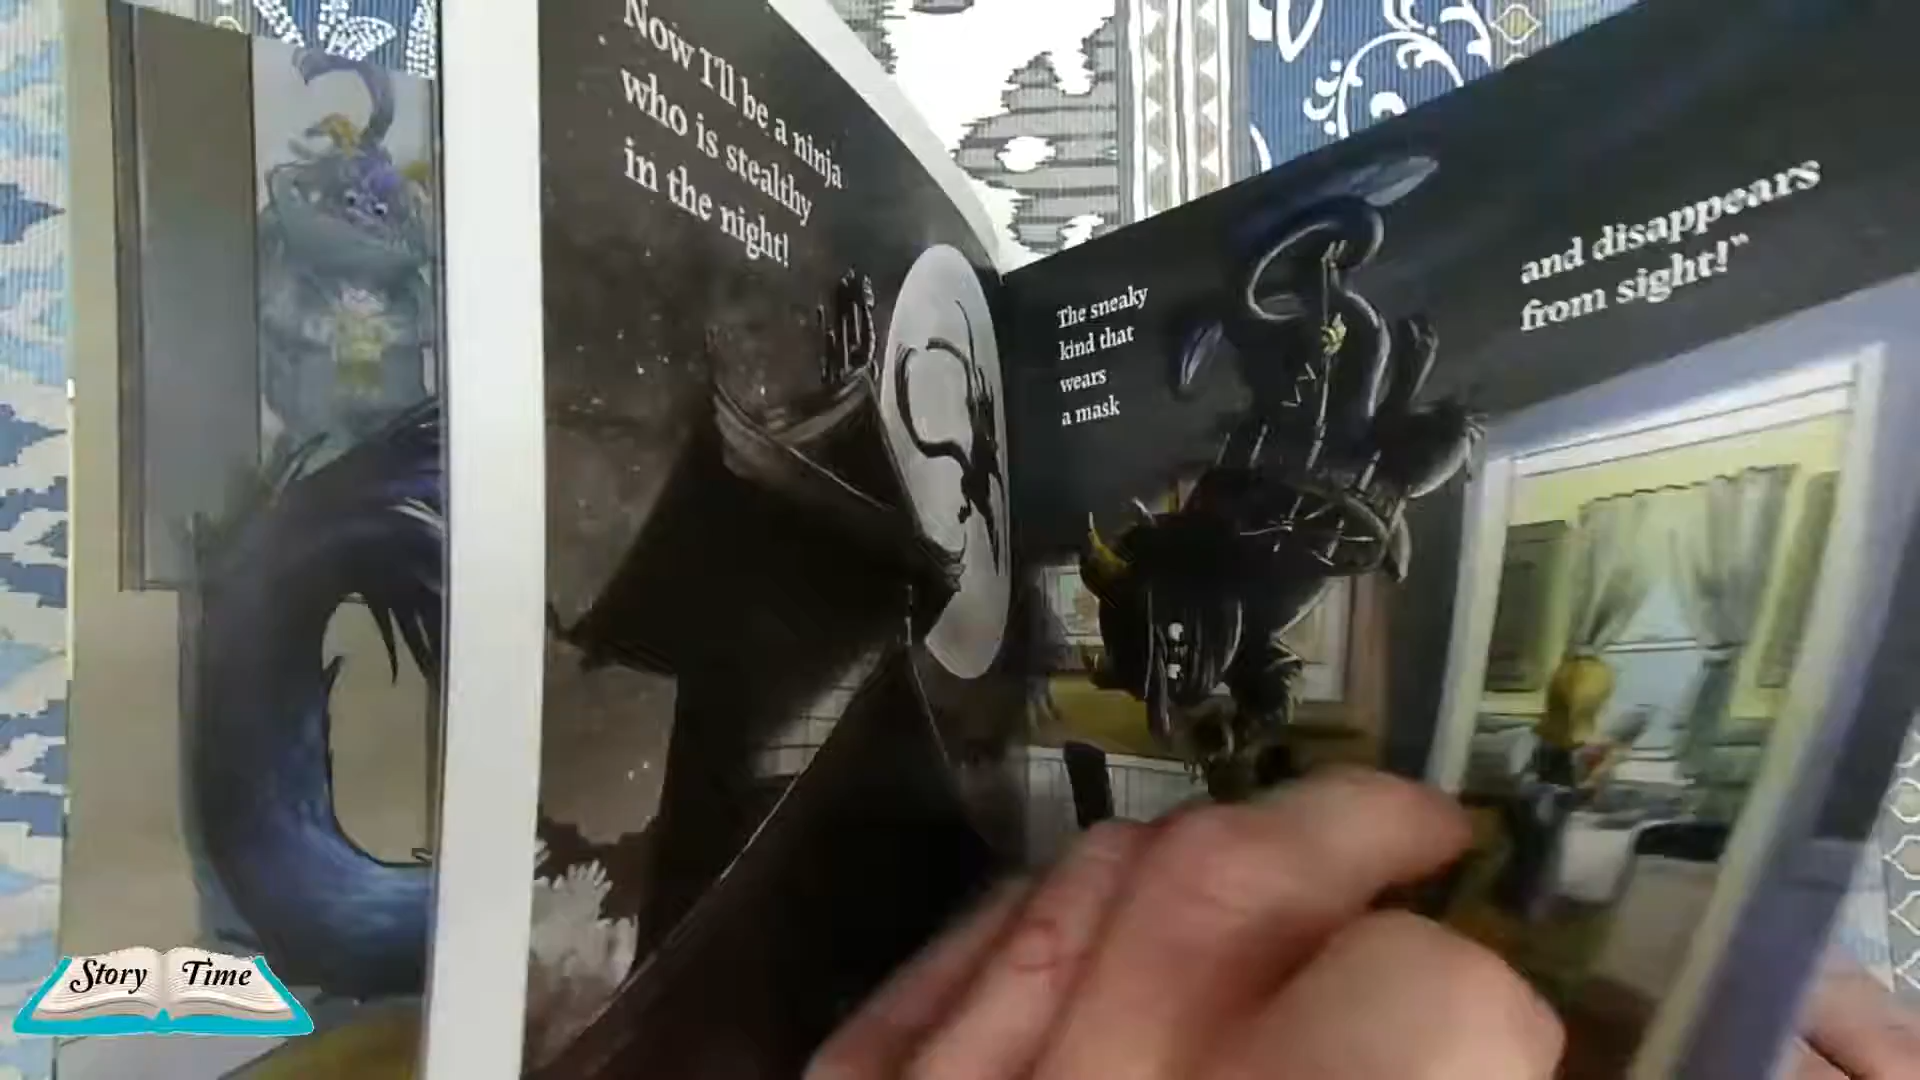 Now I'll be a ninja
who is stealthy
in the night!
The sneaky
kind that
wears
a mask
and disappears
from sight!"
Story Time